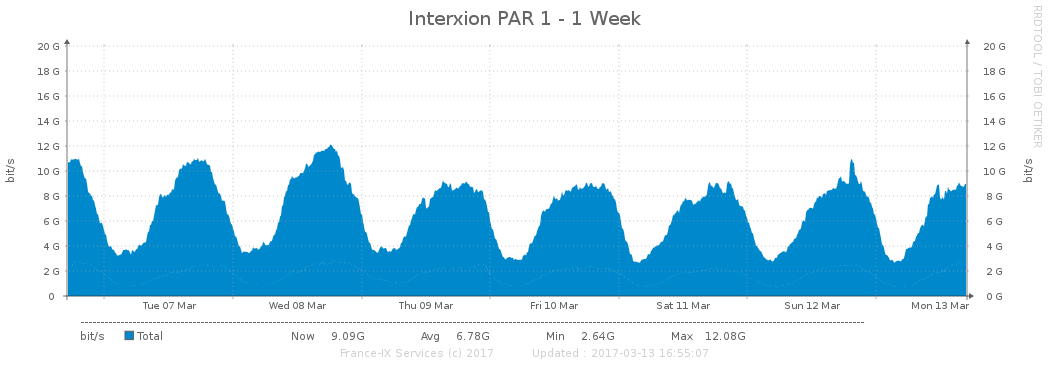 Interxion PAR 1 - 1 Week
RRDTOOL / TOBI OETIKER
bit/s
20 G 20 G
18 G 18 G
16 G 16 G
14 G 14 G
12 G 12 G
10 G 10 G
8 G 8 G
6 G 6 G
4 G 4 G
2 G 2 G
0 0 G
bit/s
Tue 07 Mar Wed 08 Mar Thu 09 Mar Fri 10 Mar Sat 11 Mar Sun 12 Mar Mon 13 Mar
bit/s Total Now 9.09G Avg 6.78G Min 2.64G Max 12.08G
France-IX Services (c) 2017 Updated : 2017-03-13 16:55:07